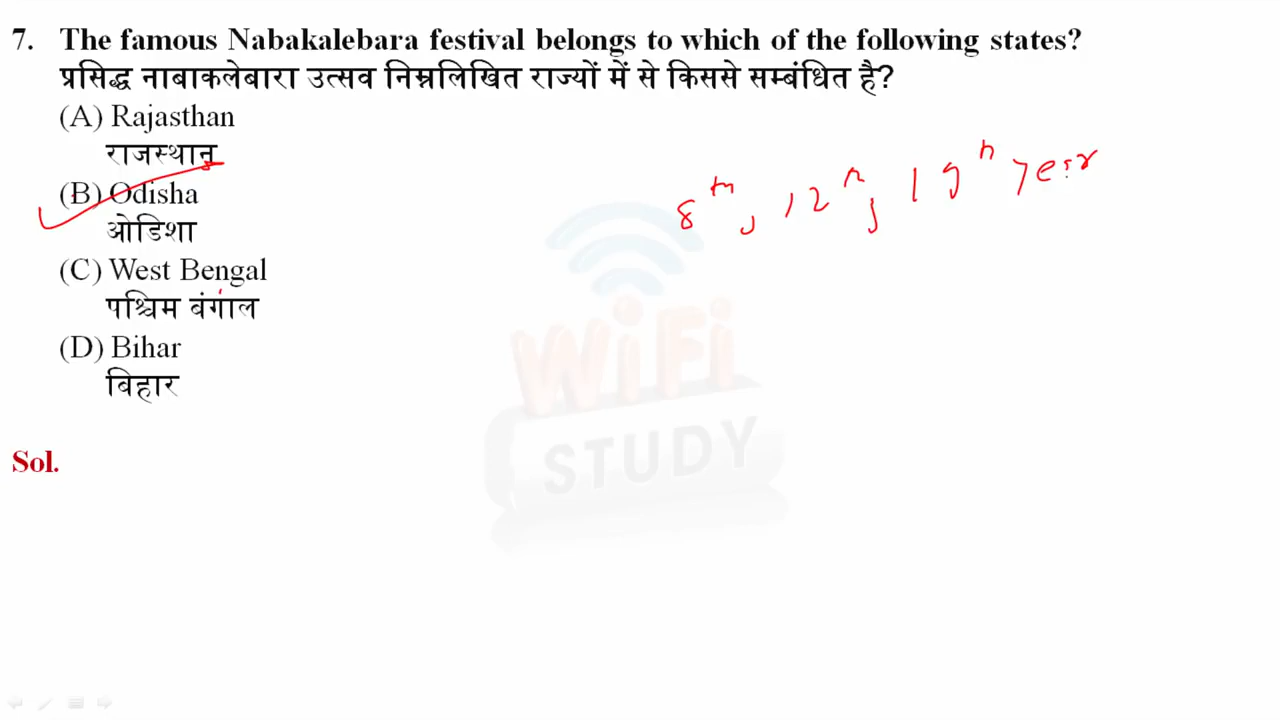 7. The famous Nabakalebara festival belongs to which of the following states?
प्रसिद्ध नाबाकलेबारा उत्सव निम्नलिखित राज्यों में से किससे सम्बंधित है?
(A) Rajasthan
राजस्थान
(B) Odisha
ओडिशा
(C) West Bengal
पश्चिम बंगाल
(D) Bihar
बिहार
8th, 12th, 19th year
Sol.
WiFi
STUDY